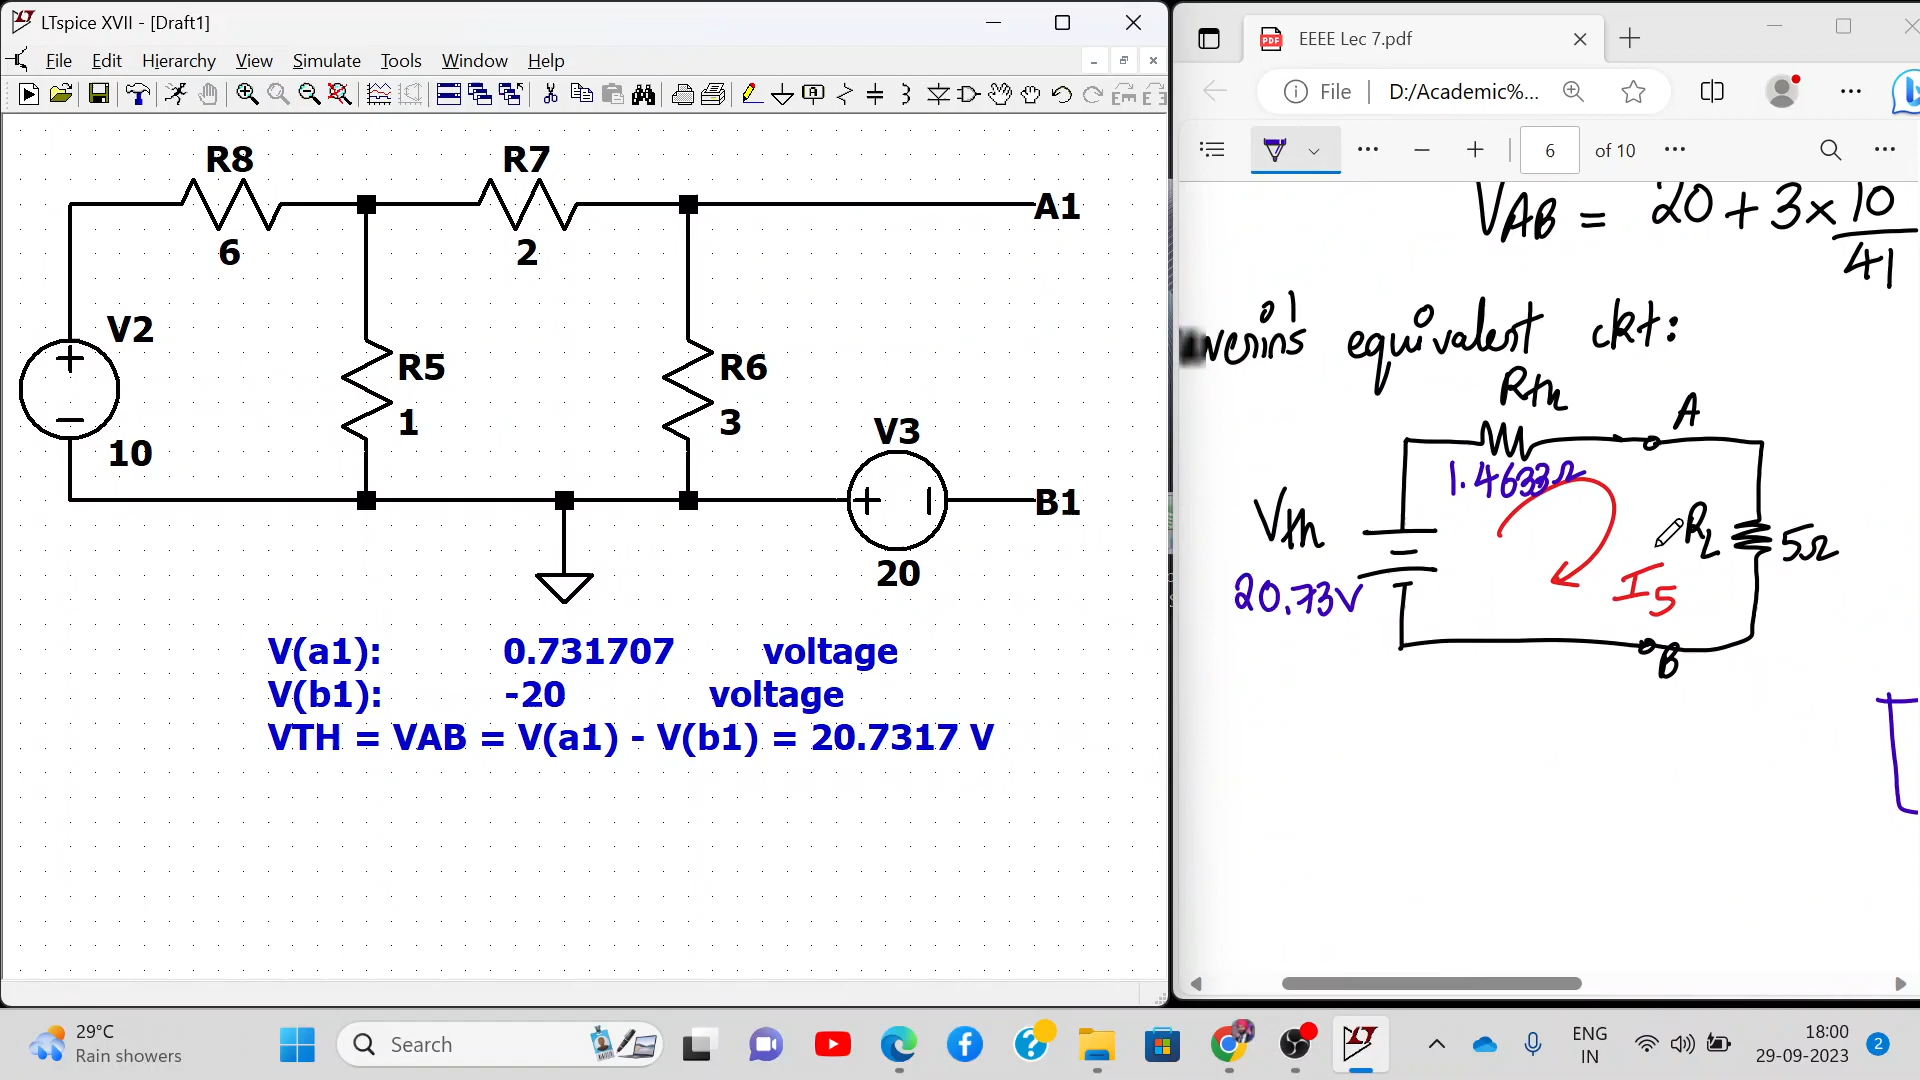 LTspice XVII - [Draft1]
File Edit Hierarchy View Simulate Tools Window Help
R8
R7
A1
6
2
V2
R5
R6
1
3
V3
10
B1
20
V(a1): 0.731707 voltage
V(b1): -20 voltage
VTH = VAB = V(a1) - V(b1) = 20.7317 V
EEEE Lec 7.pdf
File D:/Academic%...
6 of 10
VAB = 20 + 3 × 10
41
equivalent ckt:
Rth
A
1.4633Ω
Vth
RL
5Ω
20.73V
I5
B
29°C
Rain showers
Search
ENG
IN
18:00
29-09-2023
2